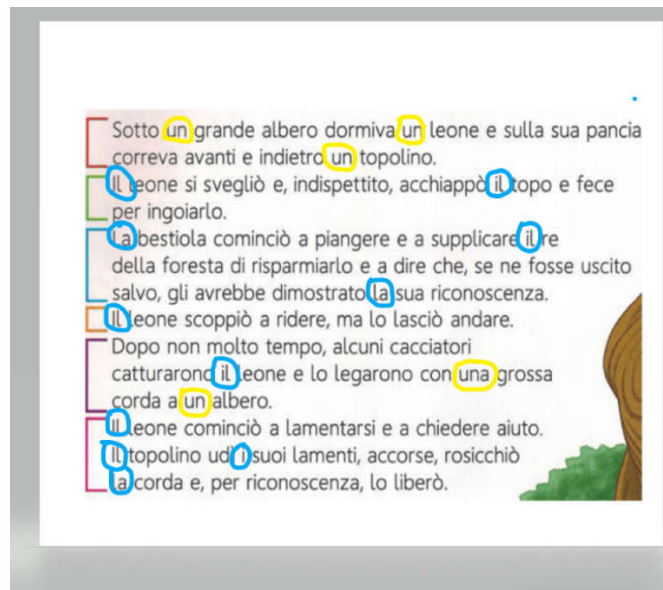 Sotto un grande albero dormiva un leone e sulla sua pancia
correva avanti e indietro un topolino.
Il leone si svegliò e, indispettito, acchiappò il topo e fece
per ingoiarlo.
La bestiola cominciò a piangere e a supplicare il re
della foresta di risparmiarlo e a dire che, se ne fosse uscito
salvo, gli avrebbe dimostrato la sua riconoscenza.
Il leone scoppiò a ridere, ma lo lasciò andare.
Dopo non molto tempo, alcuni cacciatori
catturarono il leone e lo legarono con una grossa
corda a un albero.
Il leone cominciò a lamentarsi e a chiedere aiuto.
Il topolino udì i suoi lamenti, accorse, rosicchiò
la corda e, per riconoscenza, lo liberò.